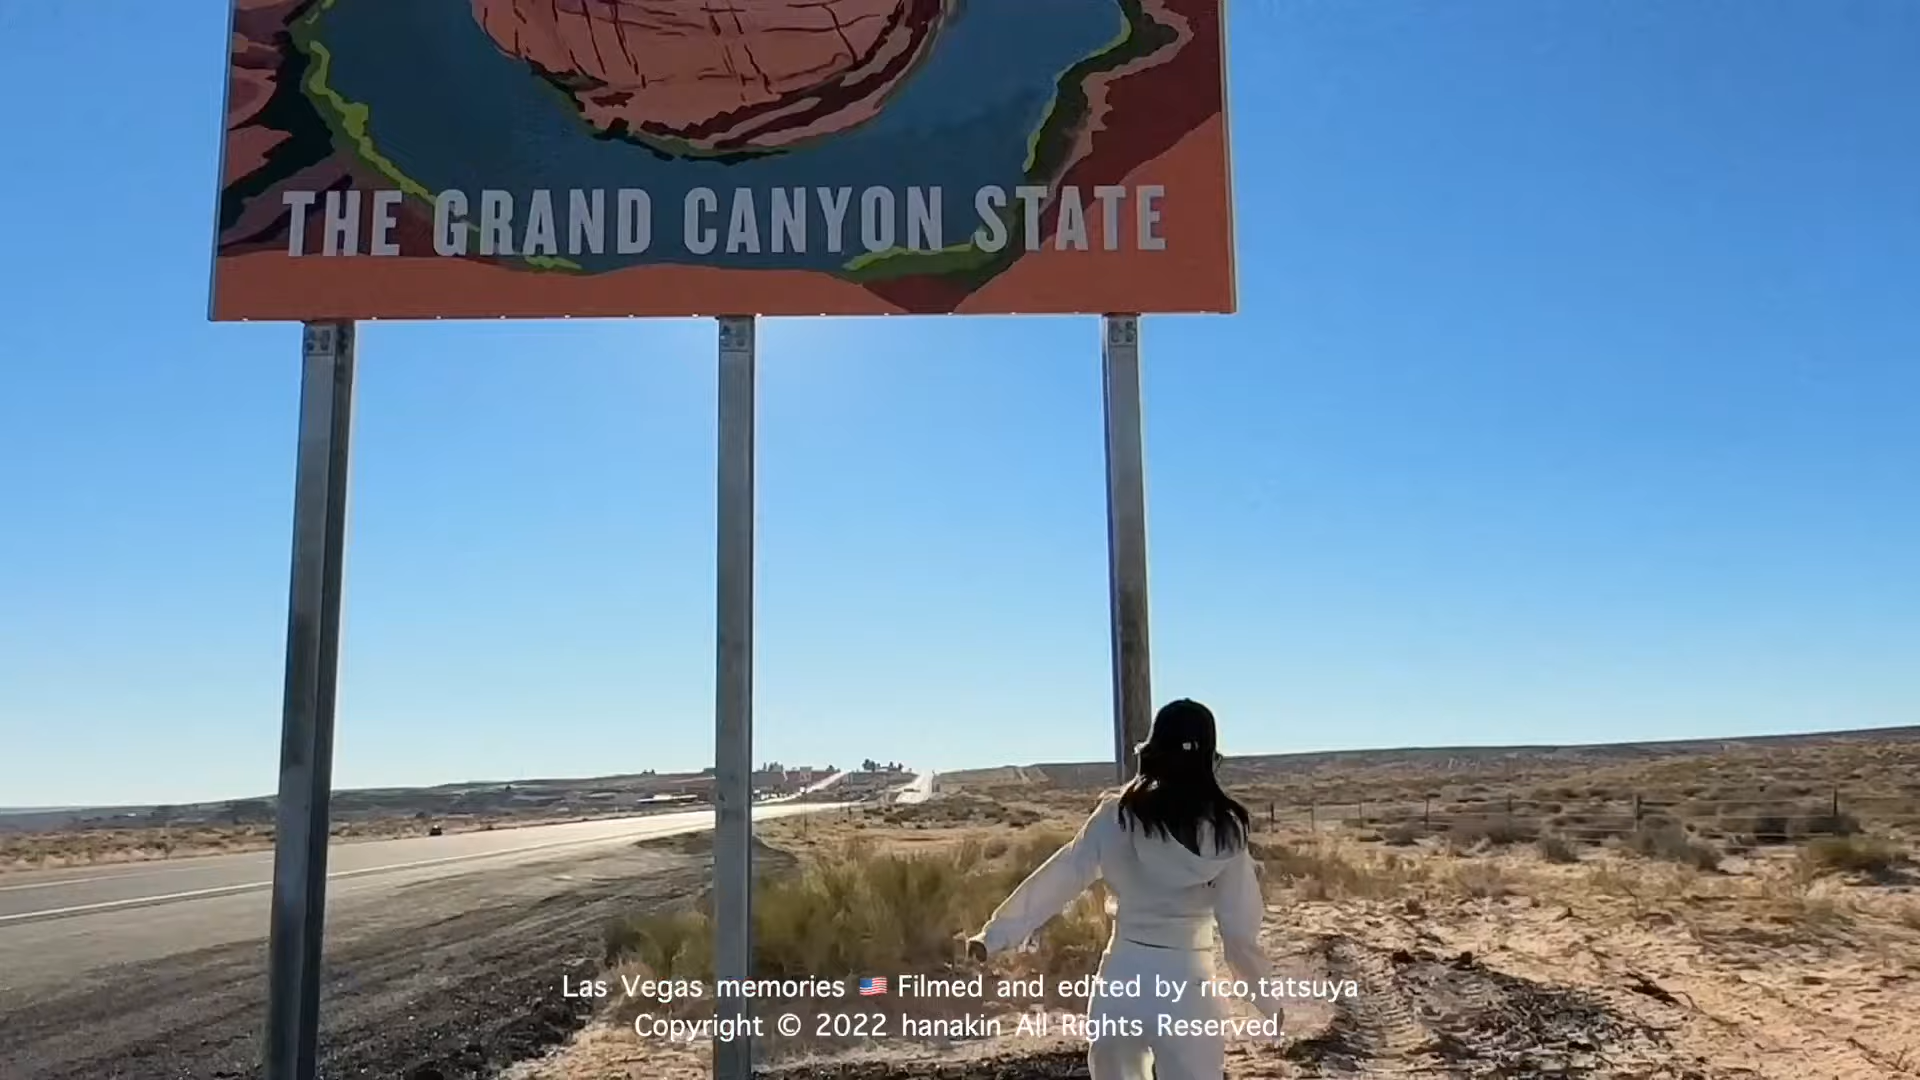 THE GRAND CANYON STATE
Las Vegas memories 🇺🇸 Filmed and edited by rico,tatsuya
Copyright © 2022 hanakin All Rights Reserved.